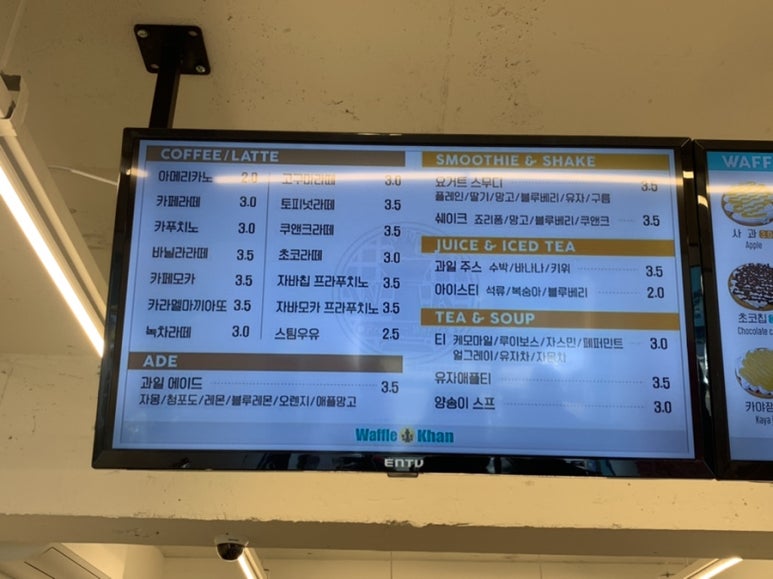 COFFEE/LATTE
아메리카노 2.0
카페라떼 3.0
카푸치노 3.0
바닐라라떼 3.5
카페모카 3.5
카라멜마끼아또 3.5
녹차라떼 3.0
고구마라떼 3.0
토피넛라떼 3.5
쿠앤크라떼 3.5
초코라떼 3.0
자바칩 프라푸치노 3.5
자바모카 프라푸치노 3.5
스팀우유 2.5
ADE
과일 에이드 3.5
자몽/청포도/레몬/블루레몬/오렌지/애플망고
SMOOTHIE & SHAKE
요거트 스무디 3.5
플레인/딸기/망고/블루베리/유자/구름
쉐이크 죠리퐁/망고/블루베리/쿠앤크 3.5
JUICE & ICED TEA
과일 주스 수박/바나나/키위 3.5
아이스티 석류/복숭아/블루베리 2.0
TEA & SOUP
티 케모마일/루이보스/자스민/페퍼민트 3.0
얼그레이/유자차/자몽차
유자애플티 3.5
양송이 스프 3.0
Waffle Khan
ENTV
WAFF
사 과 3.0
Apple
초코칩
Chocolate c
카야잼
Kaya